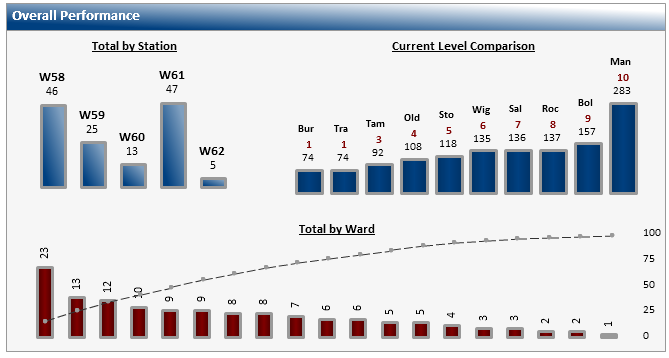 Overall Performance
Total by Station
Current Level Comparison
W58
46
W59
25
W60
13
W61
47
W62
5
Bur
1
74
Tra
1
74
Tam
3
92
Old
4
108
Sto
5
118
Wig
6
135
Sal
7
136
Roc
8
137
Bol
9
157
Man
10
283
Total by Ward
23
13
12
10
9
9
8
8
7
6
6
5
5
4
3
3
2
2
1
100
75
50
25
0